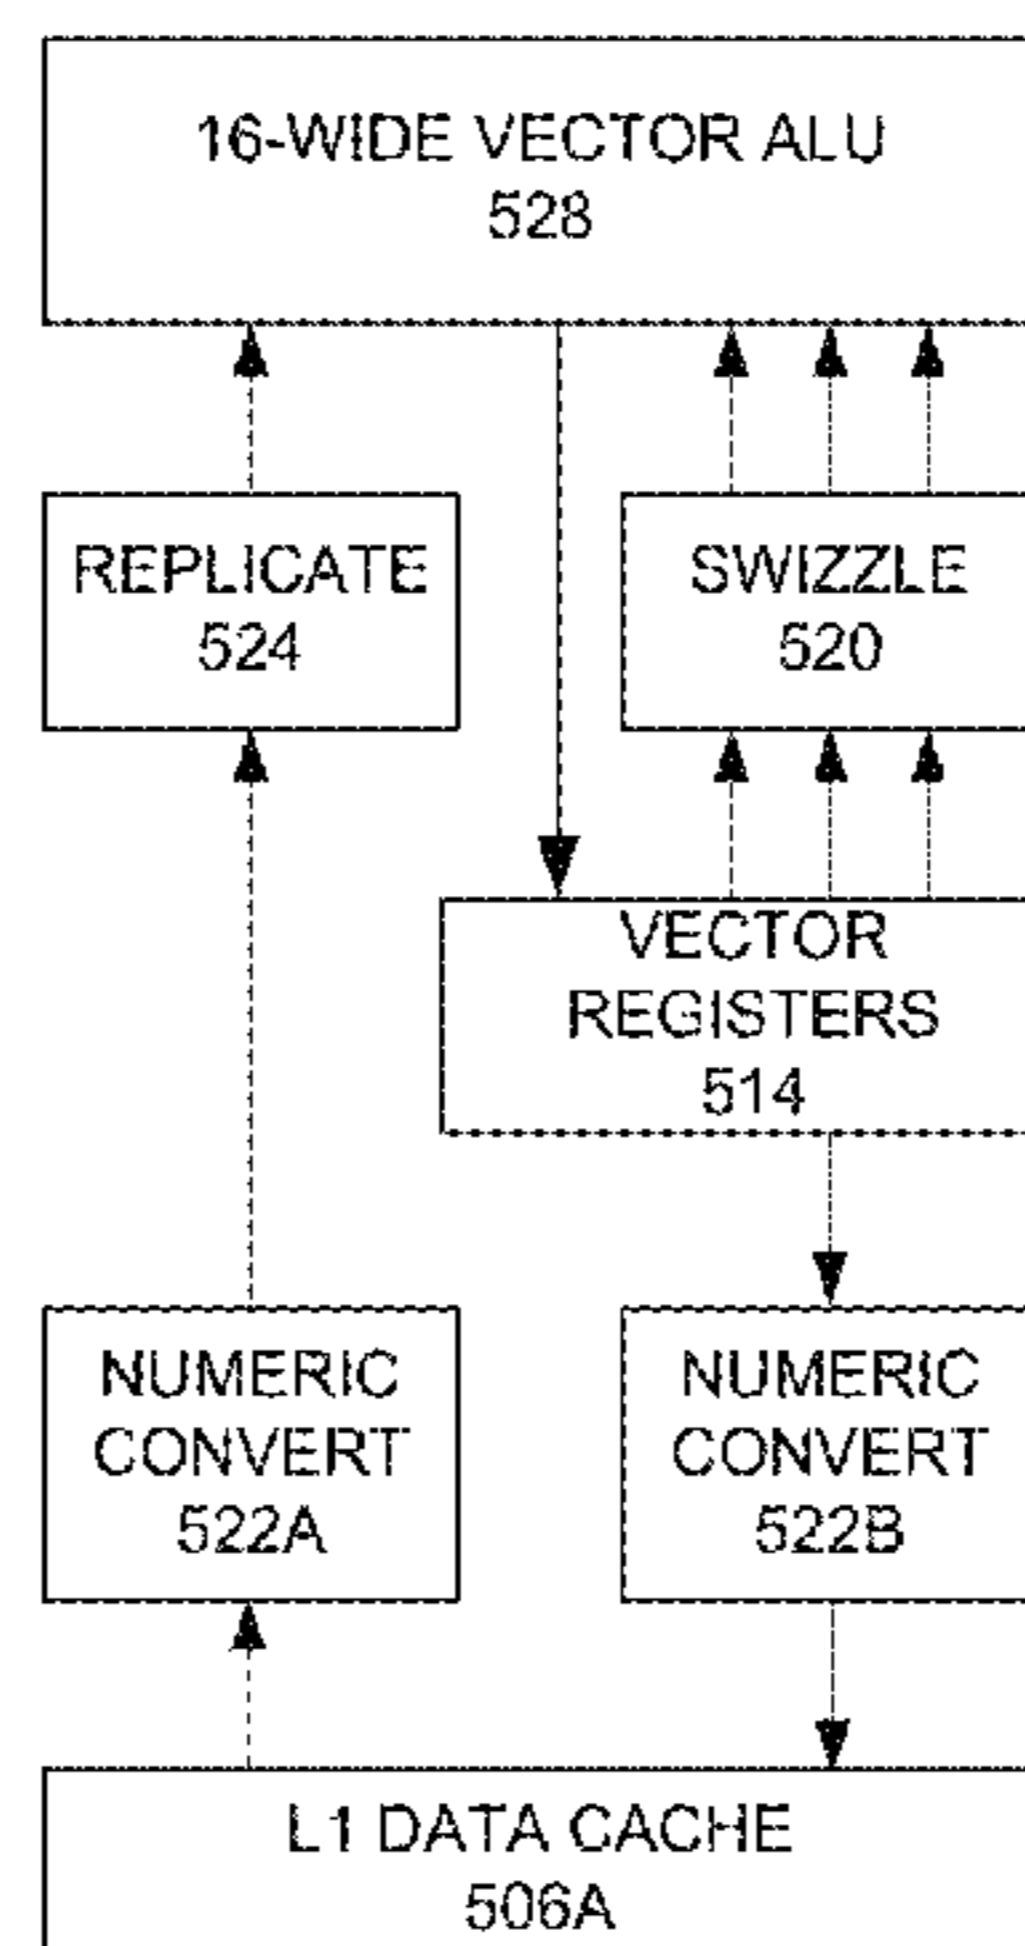 16-WIDE VECTOR ALU
528
REPLICATE
524
SWIZZLE
520
VECTOR
REGISTERS
514
NUMERIC
CONVERT
522A
NUMERIC
CONVERT
522B
L1 DATA CACHE
506A